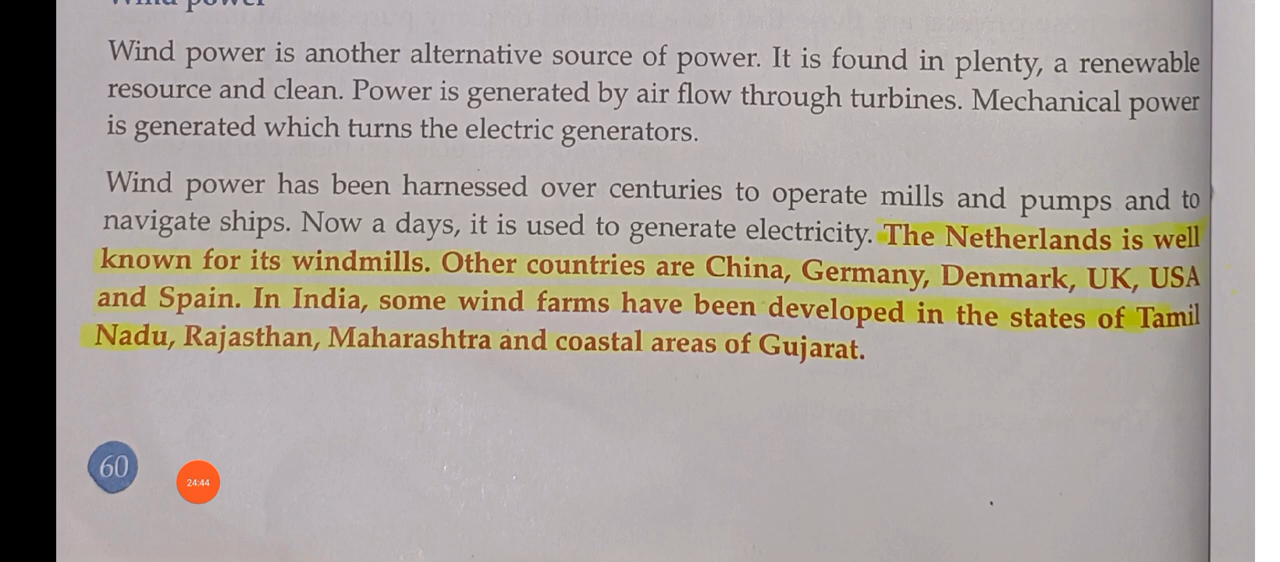 Wind power
Wind power is another alternative source of power. It is found in plenty, a renewable
resource and clean. Power is generated by air flow through turbines. Mechanical power
is generated which turns the electric generators.
Wind power has been harnessed over centuries to operate mills and pumps and to
navigate ships. Now a days, it is used to generate electricity. The Netherlands is well
known for its windmills. Other countries are China, Germany, Denmark, UK, USA
and Spain. In India, some wind farms have been developed in the states of Tamil
Nadu, Rajasthan, Maharashtra and coastal areas of Gujarat.
60
24:44